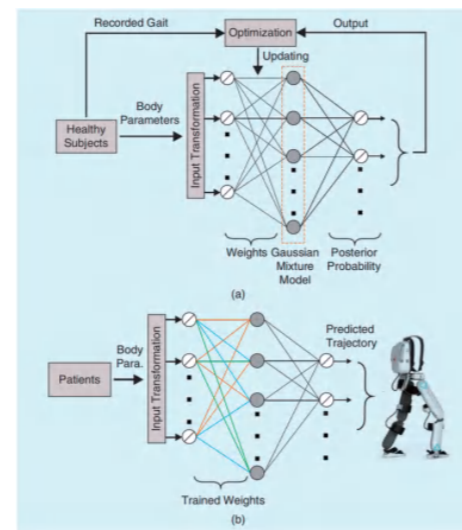 Recorded Gait
Output
Optimization
Updating
Body
Parameters
Healthy
Subjects
Input Transformation
Weights
Gaussian
Mixture
Model
Posterior
Probability
(a)
Predicted
Trajectory
Body
Para.
Patients
Input Transformation
Trained Weights
(b)